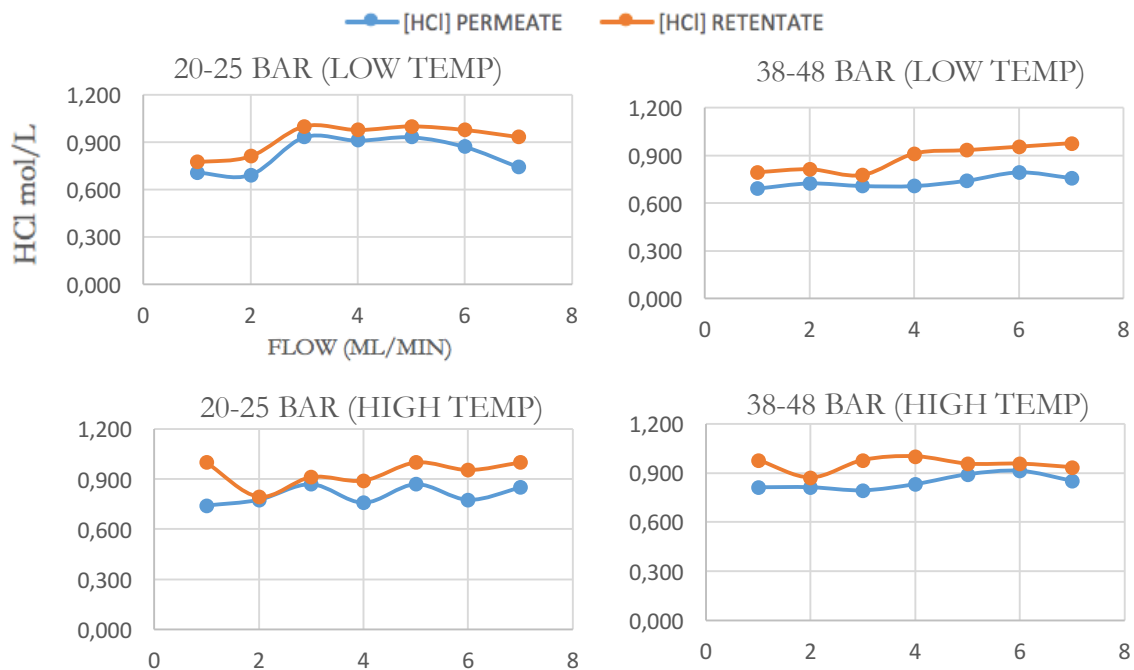 [HCl] PERMEATE [HCl] RETENTATE
20-25 BAR (LOW TEMP)
HCl mol/L
1,200
0,900
0,600
0,300
0,000
0 2 4 6 8
FLOW (ML/MIN)
38-48 BAR (LOW TEMP)
1,200
0,900
0,600
0,300
0,000
0 2 4 6 8
20-25 BAR (HIGH TEMP)
1,200
0,900
0,600
0,300
0,000
0 2 4 6 8
38-48 BAR (HIGH TEMP)
1,200
0,900
0,600
0,300
0,000
0 2 4 6 8